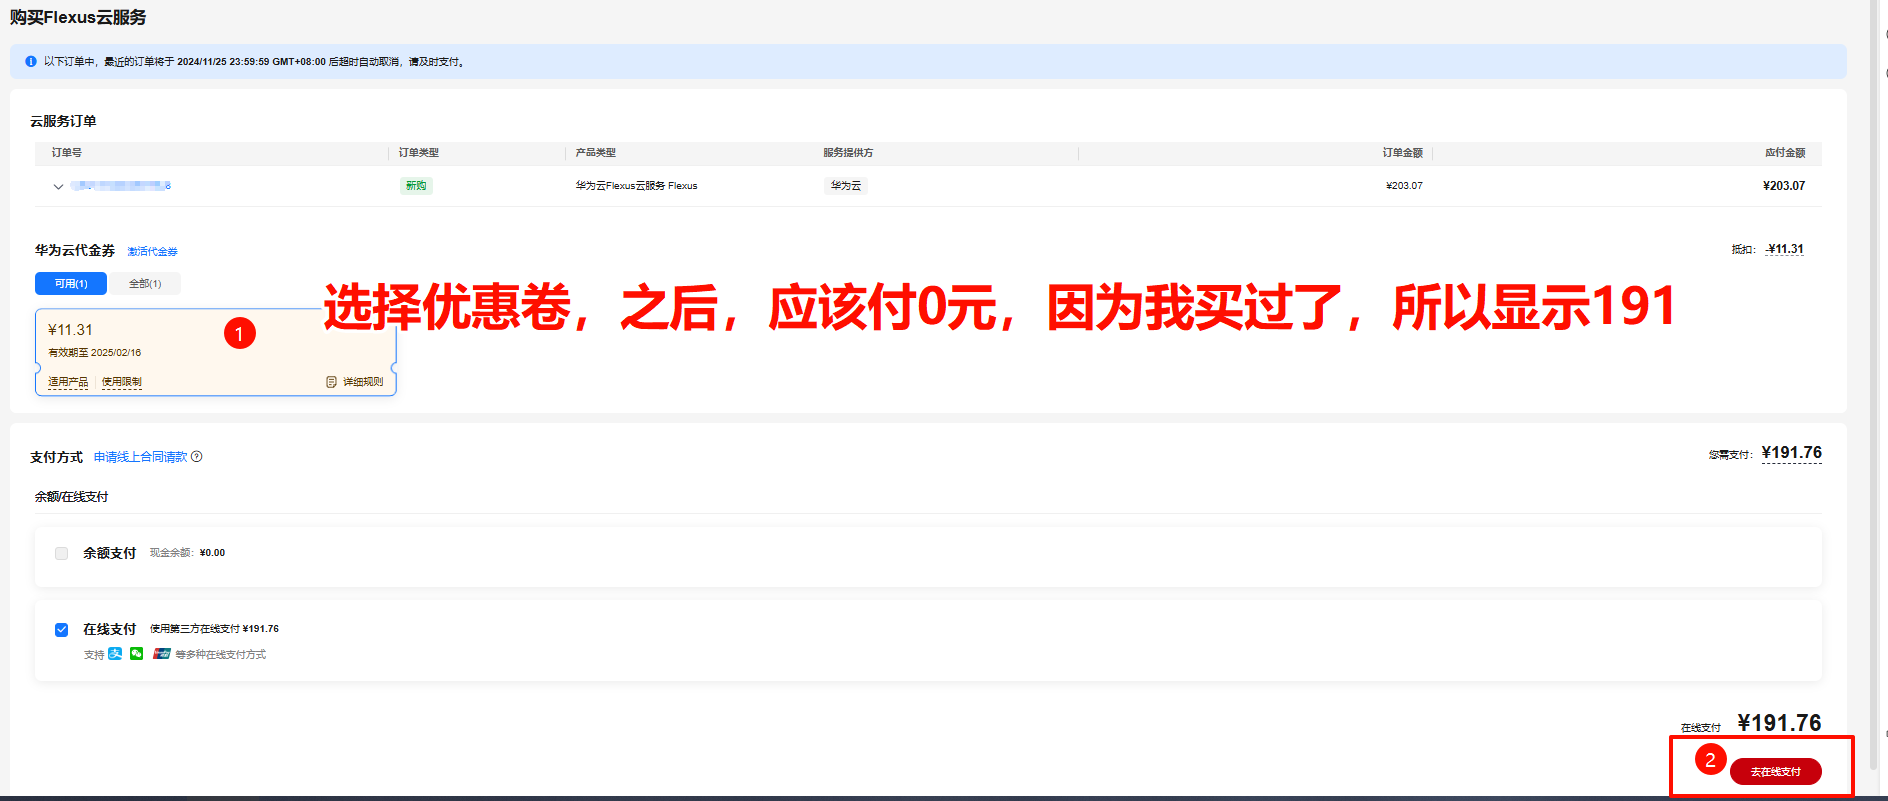 购买Flexus云服务
以下订单中，最近的订单将于 2024/11/25 23:59:59 GMT+08:00 后超时自动取消，请及时支付。
云服务订单
订单号 订单类型 产品类型 服务提供方 订单金额 应付金额
新购 华为云Flexus云服务 Flexus 华为云 ¥203.07 ¥203.07
华为云代金券 激活代金券 抵扣： -¥11.31
可用(1) 全部(1)
选择优惠卷，之后，应该付0元，因为我买过了，所以显示191
¥11.31 1
有效期至 2025/02/16
适用产品 使用限制 详细规则
支付方式 申请线上合同请款 ? 您需支付： ¥191.76
余额/在线支付
余额支付 现金余额： ¥0.00
在线支付 使用第三方在线支付 ¥191.76
支持 支 等多种在线支付方式
在线支付 ¥191.76
2 去在线支付